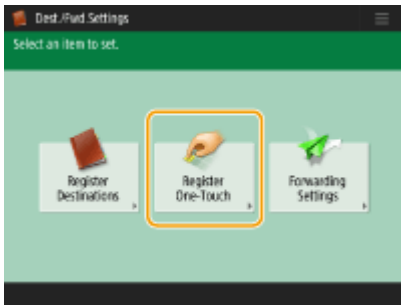 Dest./Fwd.Settings
Select an item to set.
Register
Destinations
Register
One-Touch
Forwarding
Settings